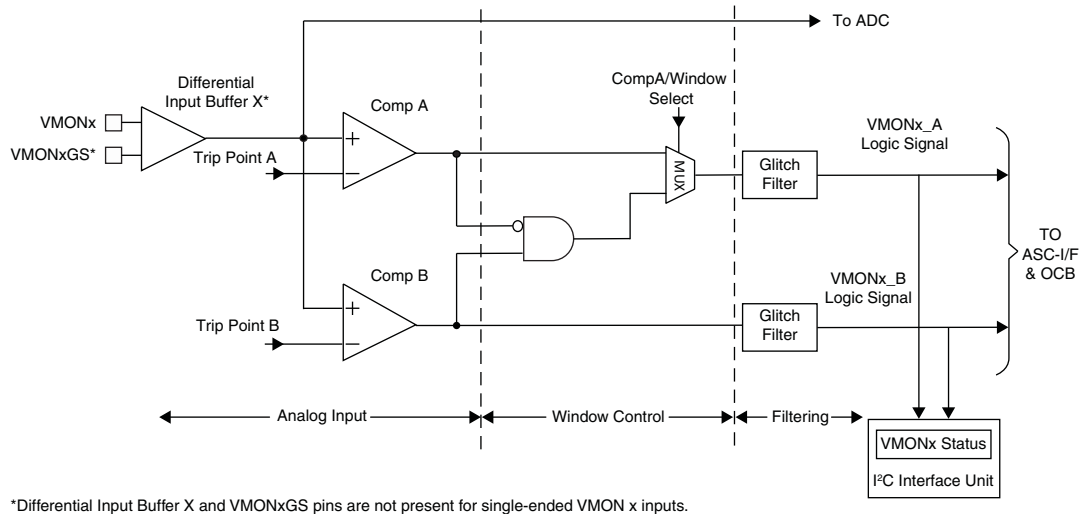 To ADC
Differential
Input Buffer X*
CompA/Window
Select
Comp A
VMONx
VMONxGS*
Trip Point A
+
−
MUX
Glitch
Filter
VMONx_A
Logic Signal
TO
ASC-I/F
& OCB
Comp B
+
−
Trip Point B
Glitch
Filter
VMONx_B
Logic Signal
Analog Input
Window Control
Filtering
VMONx Status
I²C Interface Unit
*Differential Input Buffer X and VMONxGS pins are not present for single-ended VMON x inputs.